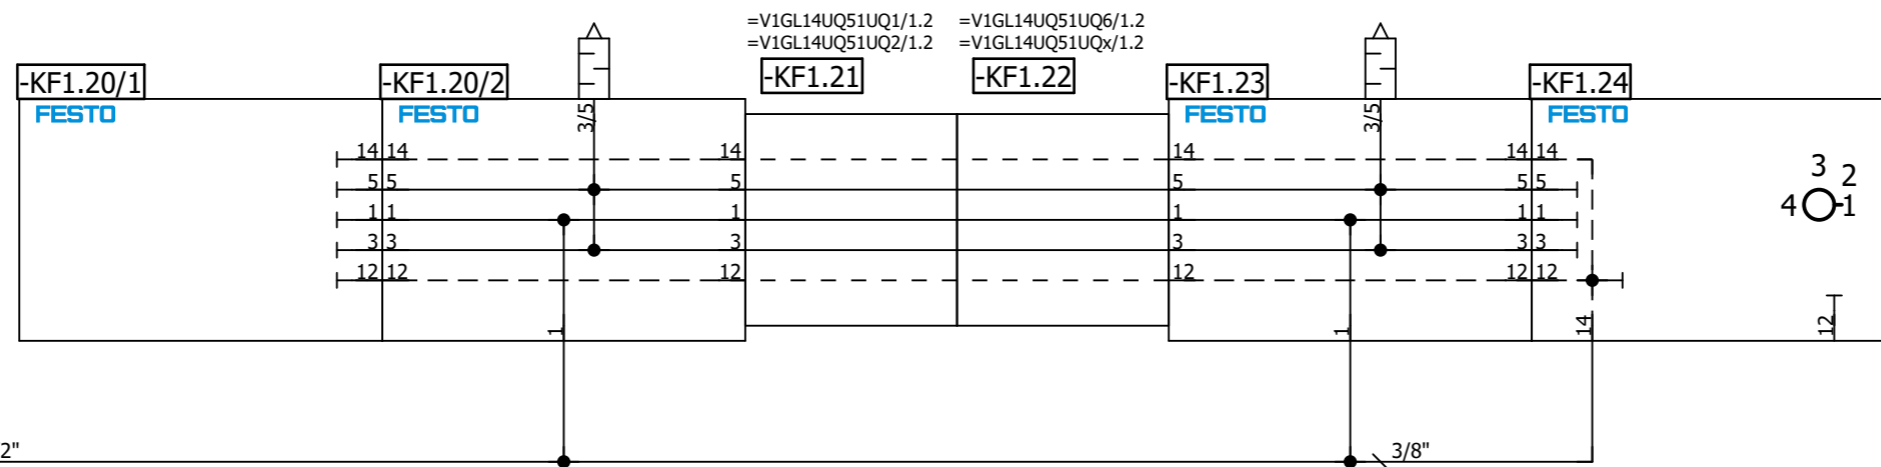 =V1GL14UQ51UQ1/1.2 =V1GL14UQ51UQ6/1.2
=V1GL14UQ51UQ2/1.2 =V1GL14UQ51UQx/1.2
-KF1.20/1 -KF1.20/2 -KF1.21 -KF1.22 -KF1.23 -KF1.24
FESTO FESTO FESTO FESTO
3/5 3/5
14 14 14 14 14 14
5 5 5 5 5 5
1 1 1 1 1 1
3 3 3 3 3 3
12 12 12 12 12 12
3 2
4 1
1 1 14 12
2" 3/8"